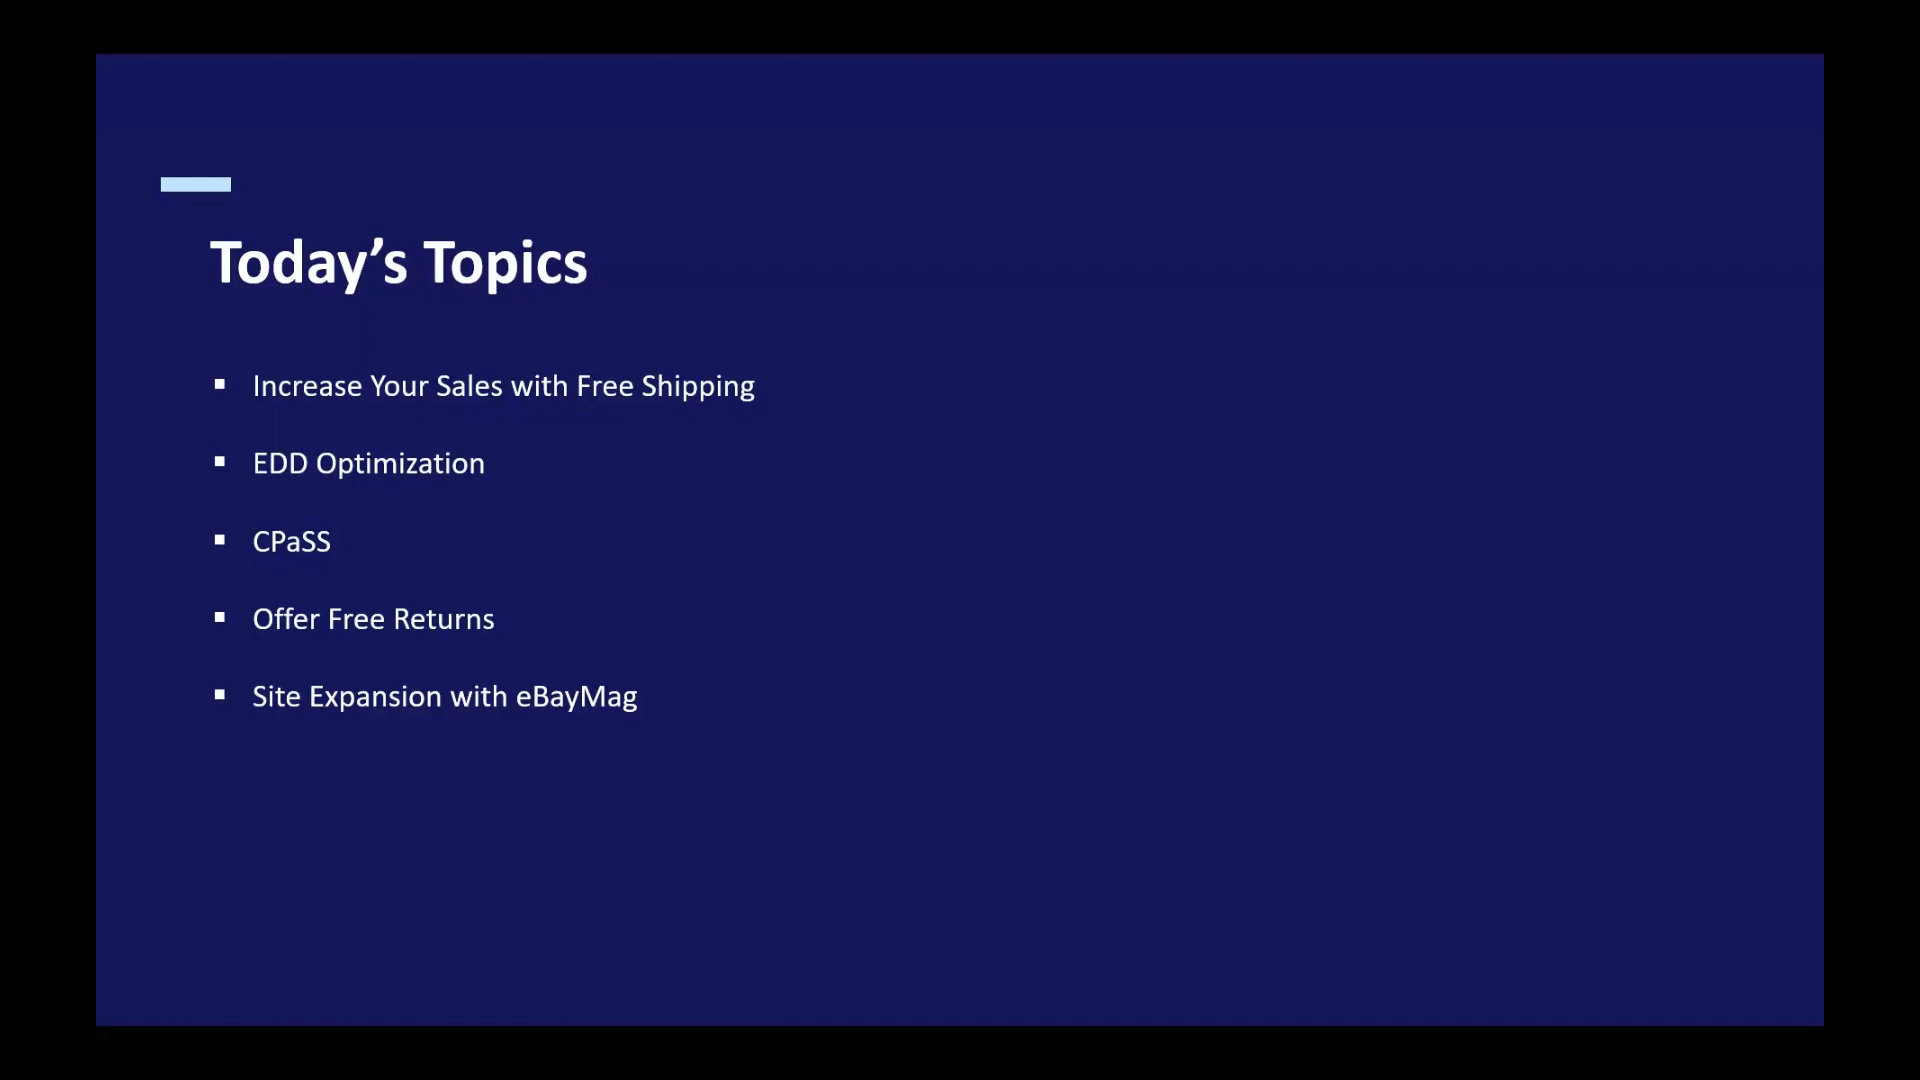 Today’s Topics
▪ Increase Your Sales with Free Shipping
▪ EDD Optimization
▪ CPaSS
▪ Offer Free Returns
▪ Site Expansion with eBayMag